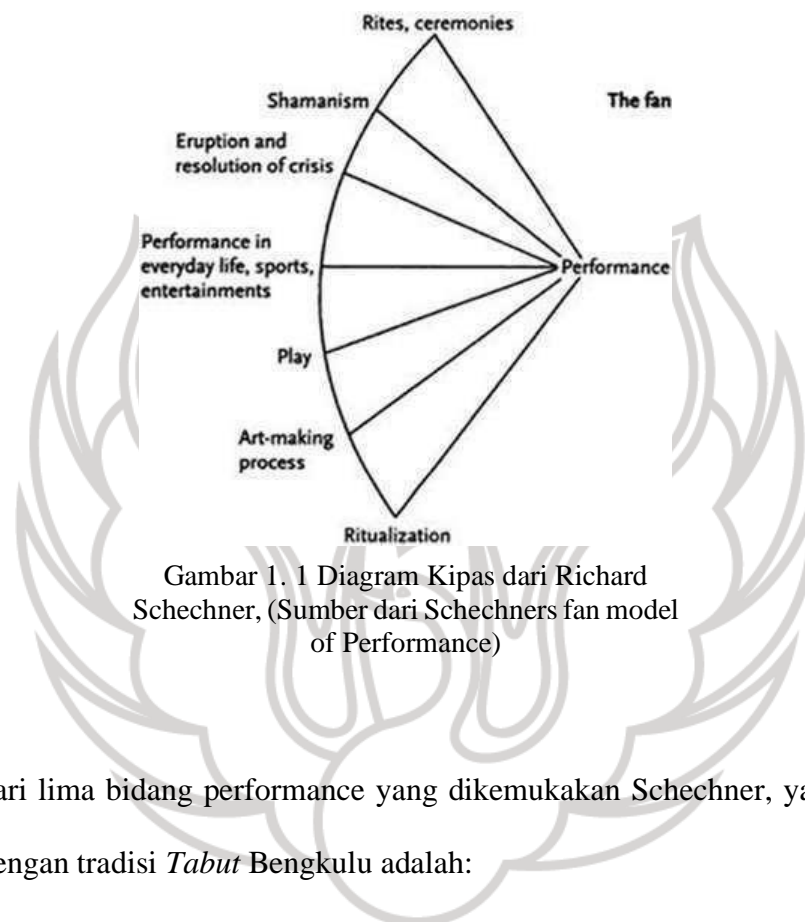 Rites, ceremonies
Shamanism
The fan
Eruption and
resolution of crisis
Performance in
everyday life, sports,
entertainments
Performance
Play
Art-making
process
Ritualization
Gambar 1. 1 Diagram Kipas dari Richard
Schechner, (Sumber dari Schechners fan model
of Performance)
ari lima bidang performance yang dikemukakan Schechner, ya
engan tradisi Tabut Bengkulu adalah: